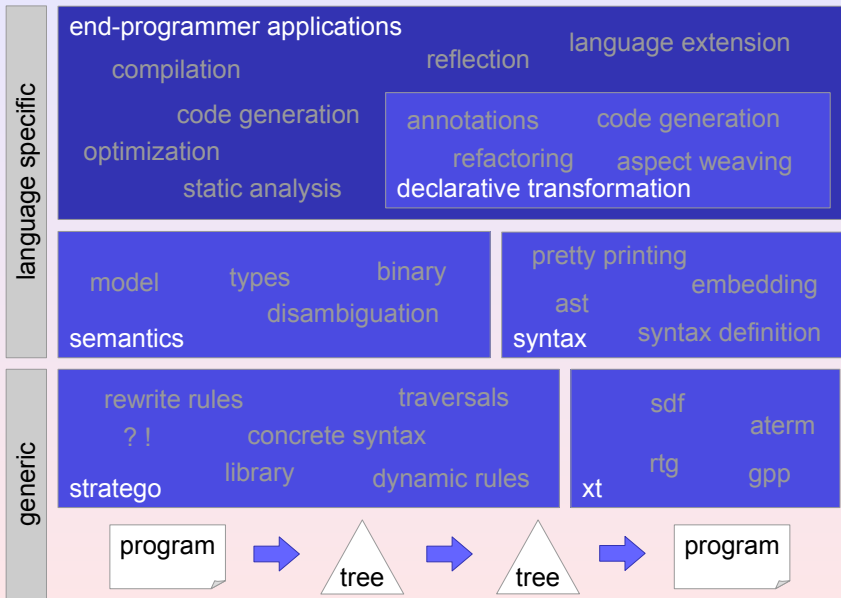 language specific
end-programmer applications
compilation
reflection
language extension
code generation
optimization
static analysis
annotations
code generation
refactoring
aspect weaving
declarative transformation
model
types
binary
disambiguation
semantics
pretty printing
embedding
ast
syntax definition
syntax
generic
rewrite rules
traversals
? !
concrete syntax
library
dynamic rules
stratego
sdf
aterm
rtg
gpp
xt
program
tree
tree
program